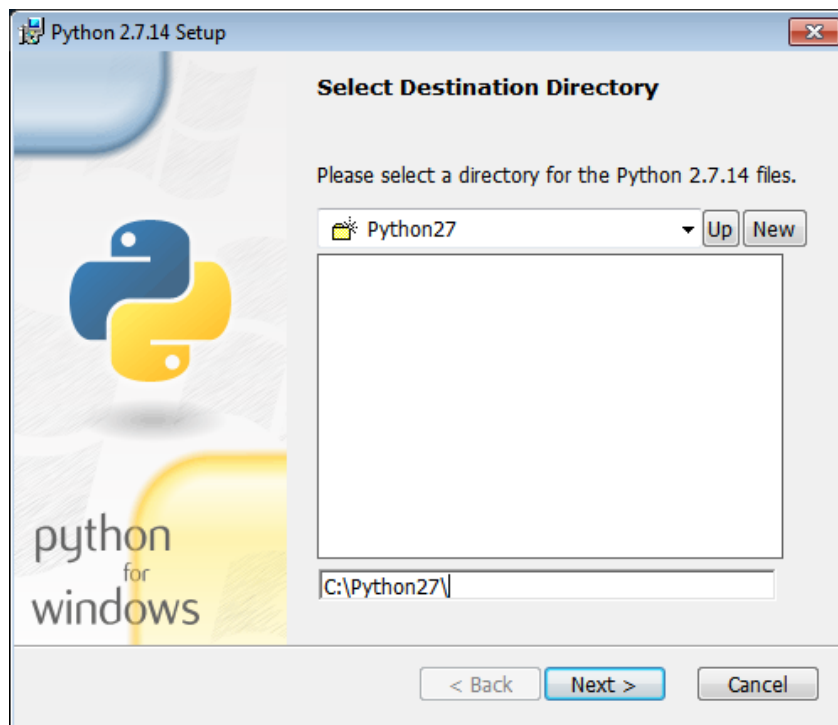 Python 2.7.14 Setup
Select Destination Directory
Please select a directory for the Python 2.7.14 files.
Python27
Up New
C:\Python27\
python
for
windows
< Back Next > Cancel